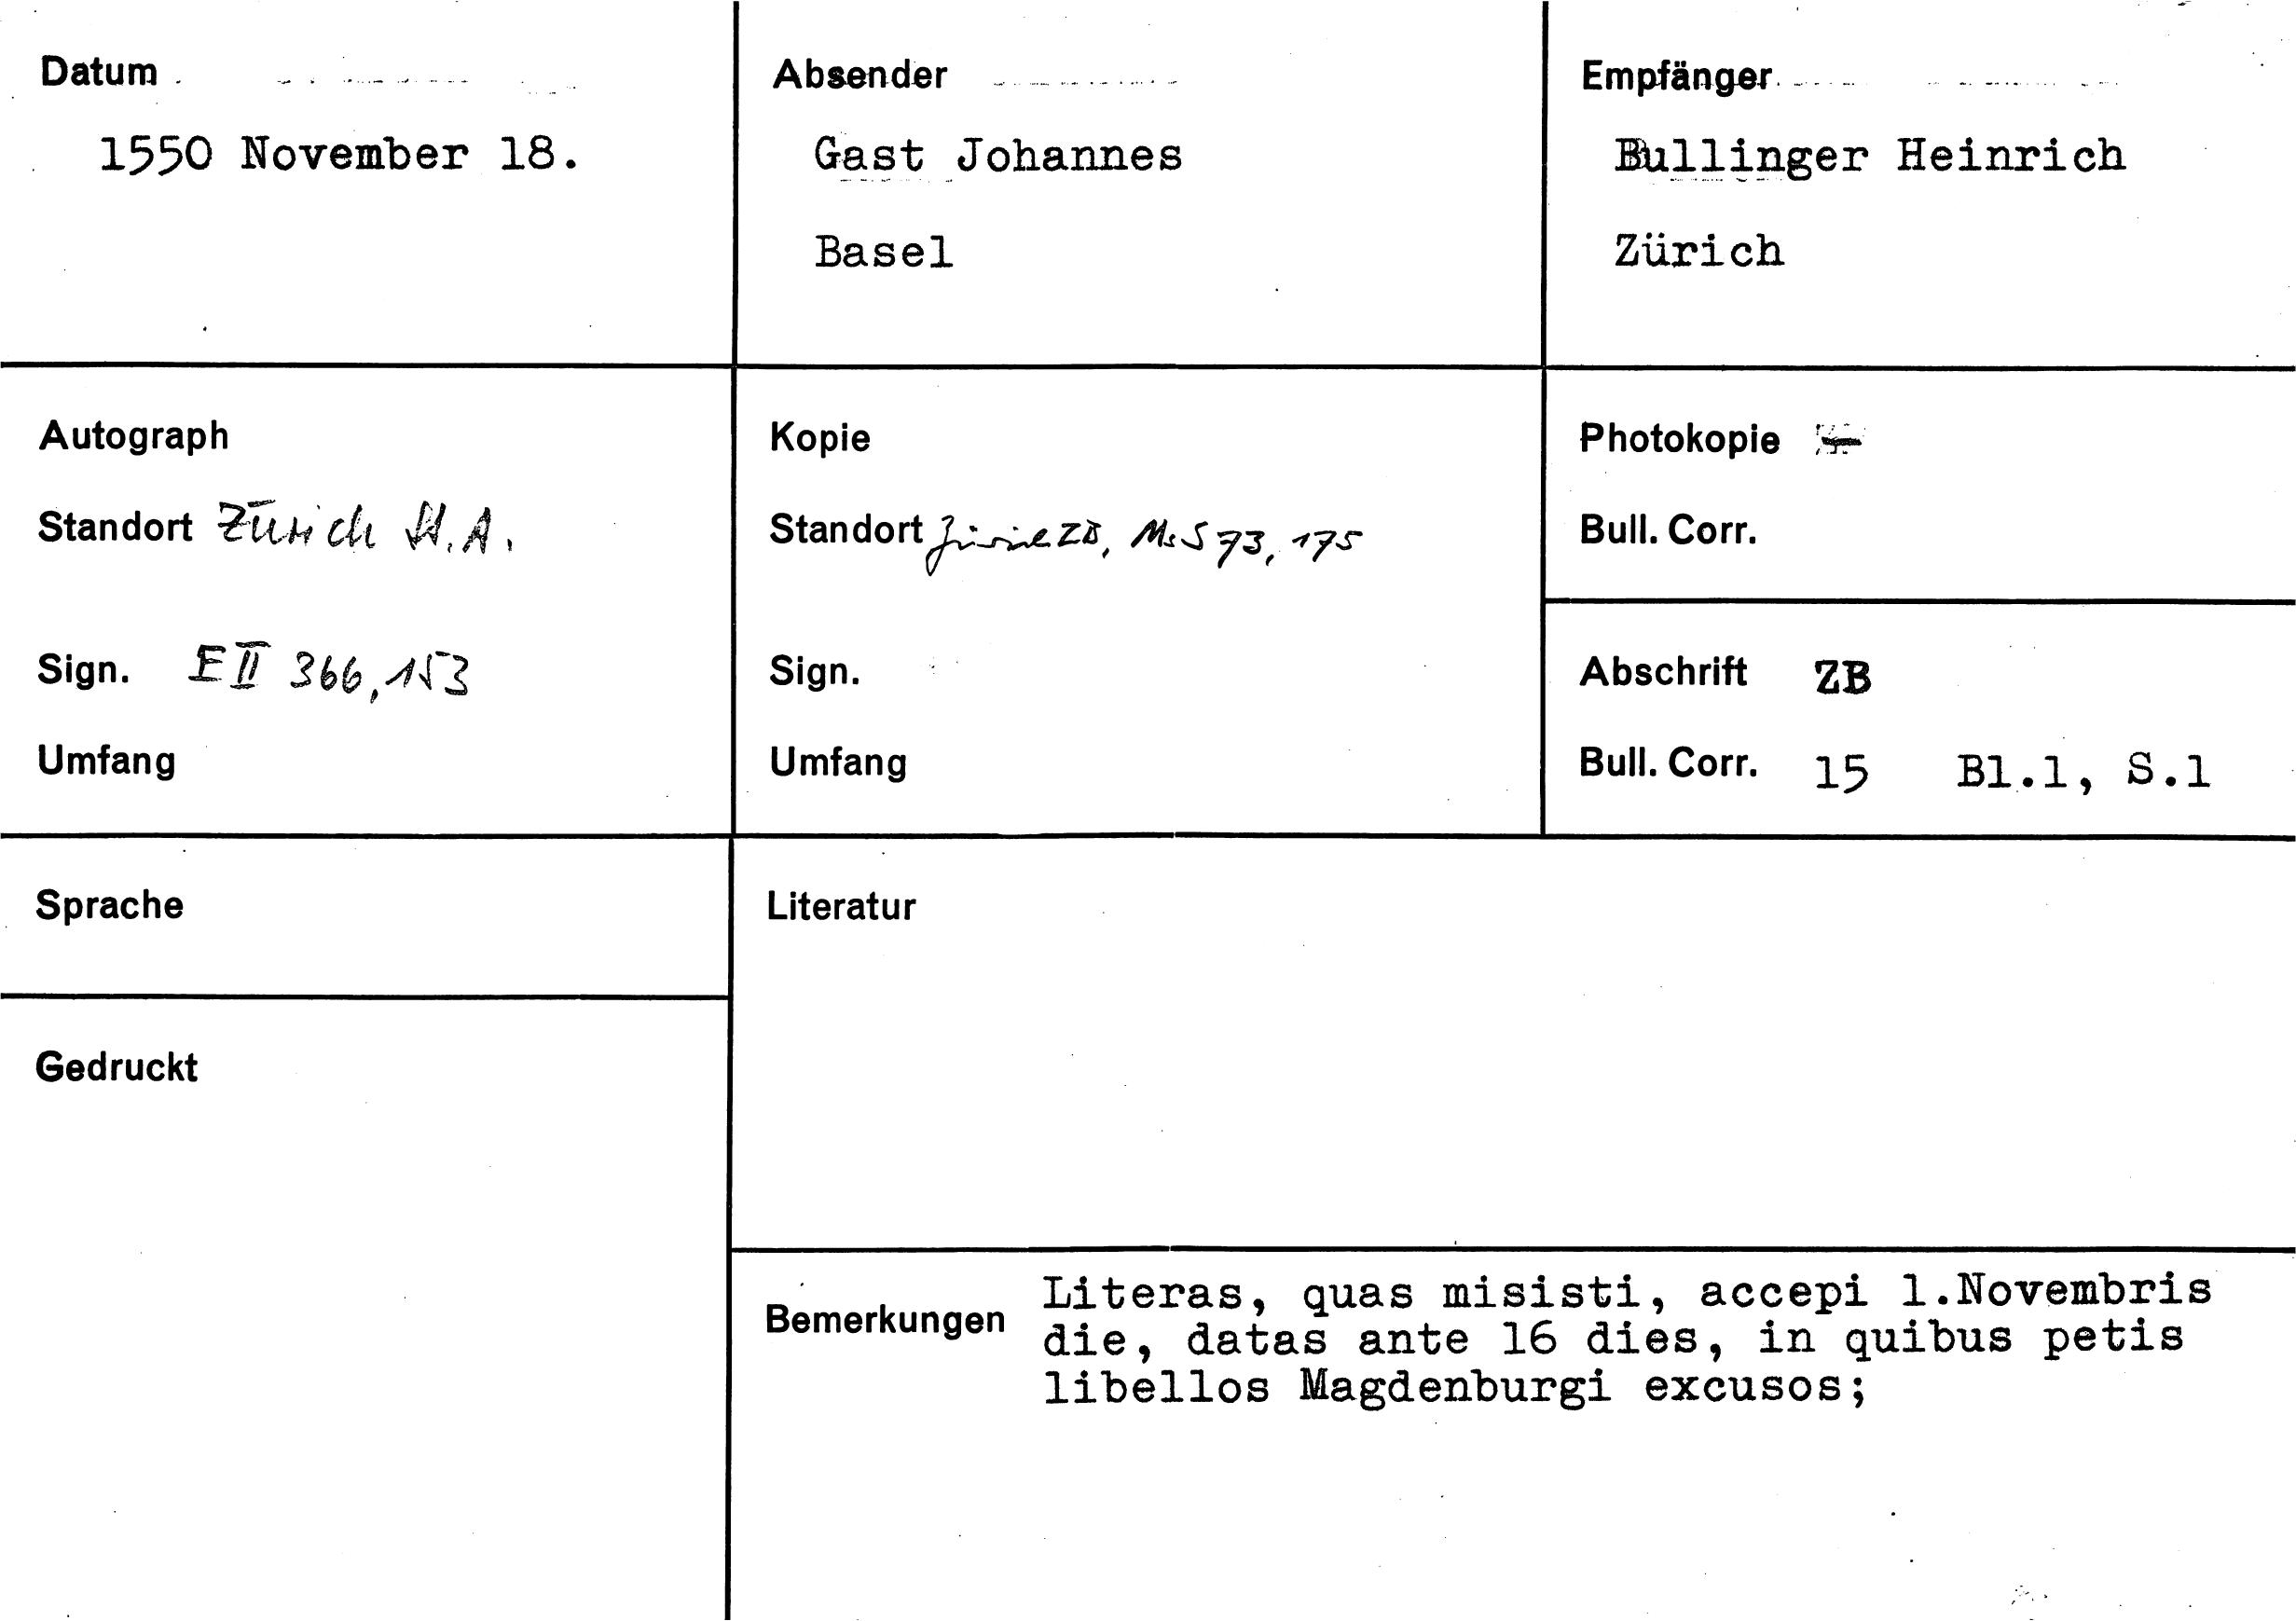 Datum
1550 November 18.
Absender
Gast Johannes
Basel
Empfänger
Bullinger Heinrich
Zürich
Autograph
Standort Zürich St.A.
Sign. E II 366,153
Umfang
Kopie
Standort Zürich ZB, Ms S 73, 175
Sign.
Umfang
Photokopie
Bull. Corr.
Abschrift ZB
Bull. Corr. 15 Bl.1, S.1
Sprache
Gedruckt
Literatur
Bemerkungen
Literas, quas misisti, accepi 1.Novembris
die, datas ante 16 dies, in quibus petis
libellos Magdenburgi excusos;